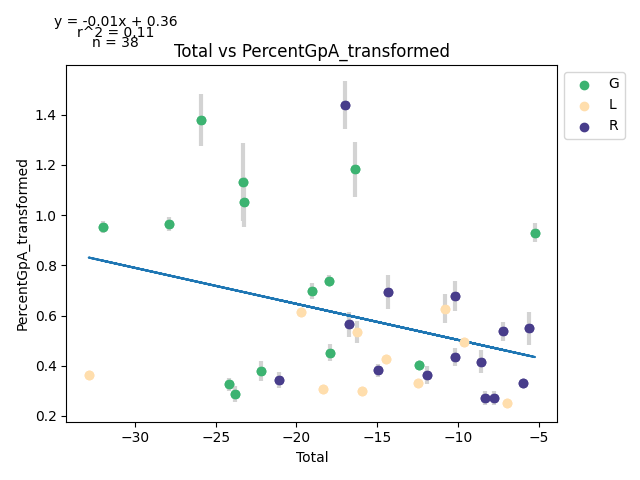 y = -0.01x + 0.36
r^2 = 0.11
n = 38
Total vs PercentGpA_transformed
G
L
R
PercentGpA_transformed
1.4
1.2
1.0
0.8
0.6
0.4
0.2
−30 −25 −20 −15 −10 −5
Total